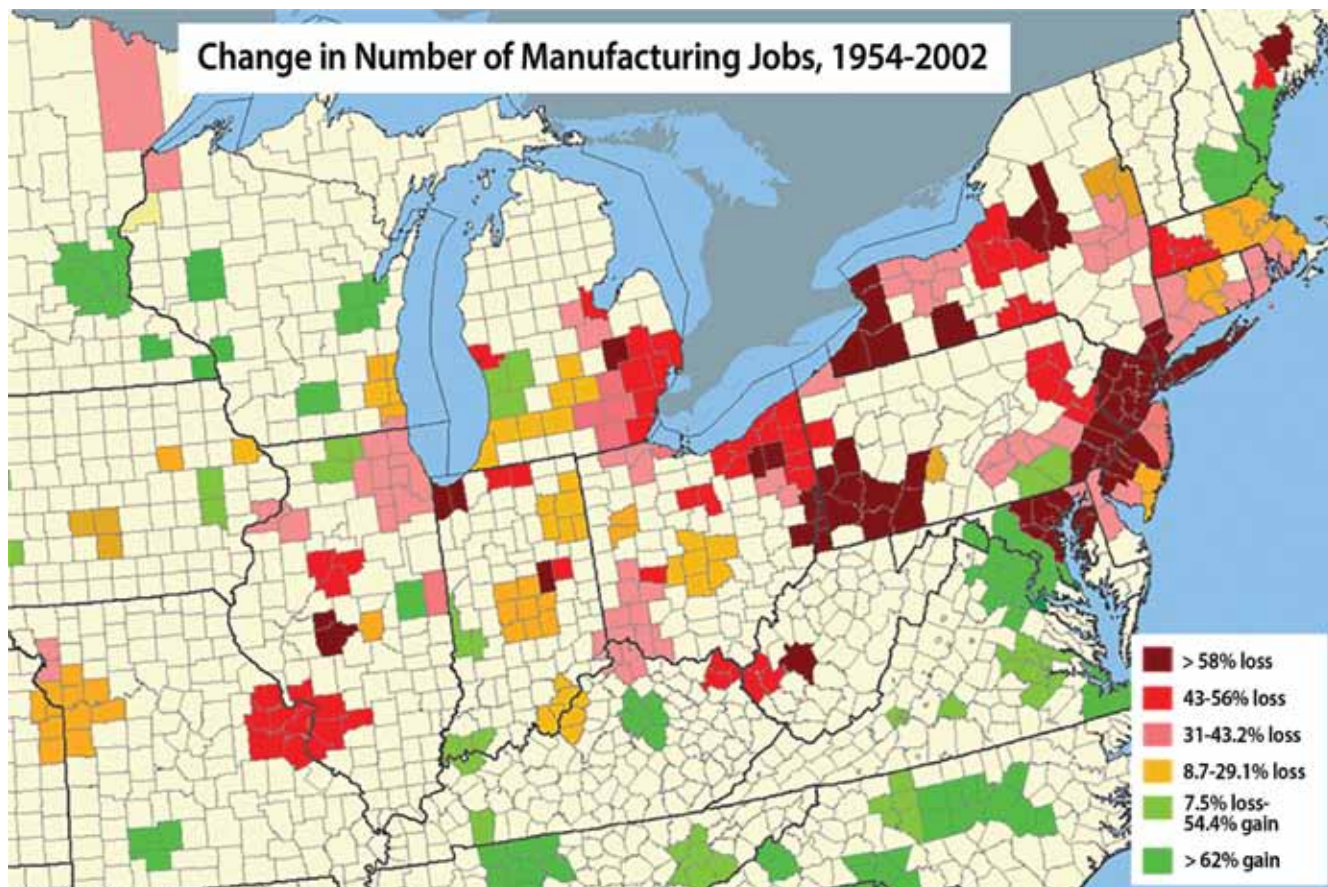 Change in Number of Manufacturing Jobs, 1954-2002
> 58% loss
43-56% loss
31-43.2% loss
8.7-29.1% loss
7.5% loss-
54.4% gain
> 62% gain